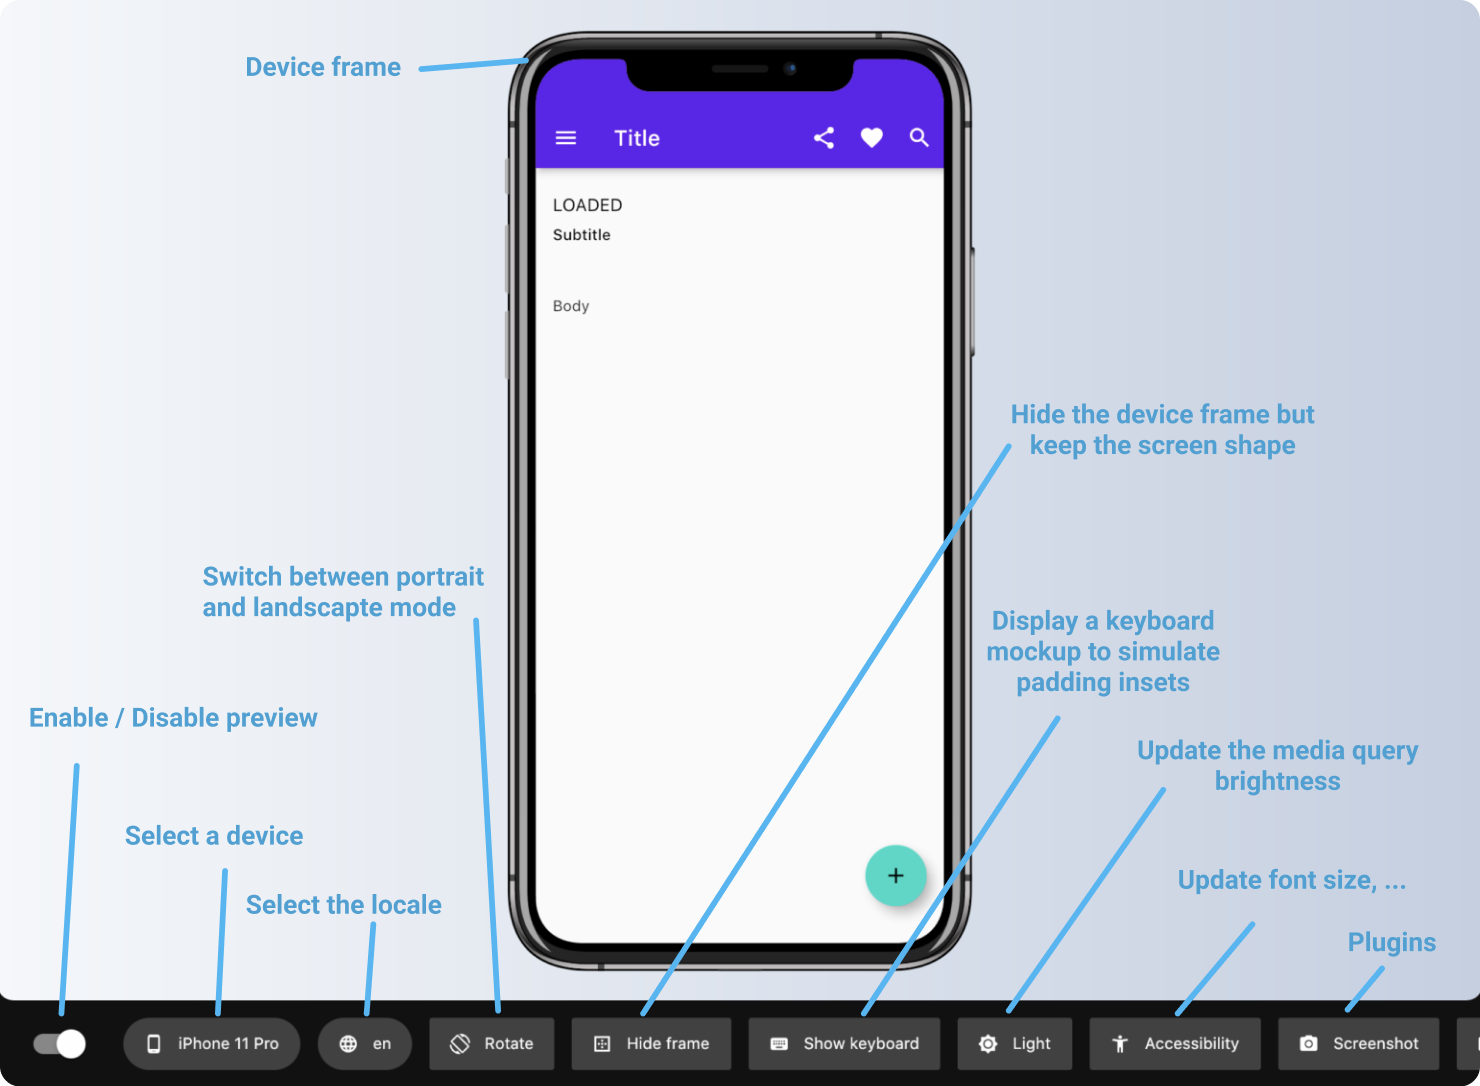 Device frame
Title
LOADED
Subtitle
Body
Hide the device frame but
keep the screen shape
Switch between portrait
and landscapte mode
Display a keyboard
mockup to simulate
padding insets
Enable / Disable preview
Update the media query
brightness
Select a device
Update font size, ...
Select the locale
Plugins
iPhone 11 Pro
en
Rotate
Hide frame
Show keyboard
Light
Accessibility
Screenshot